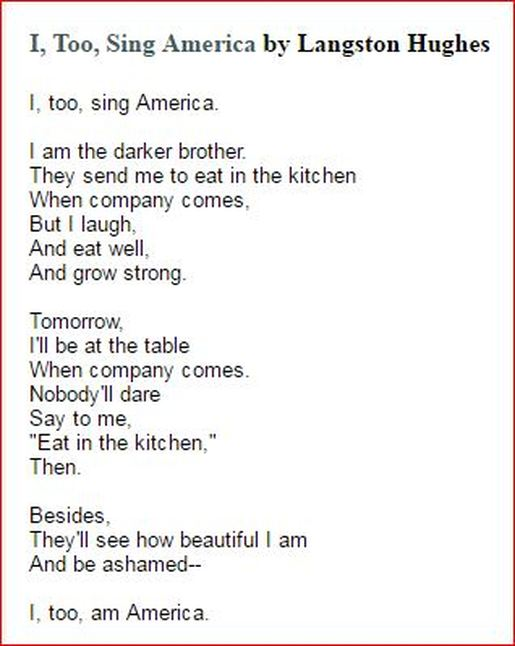 I, Too, Sing America by Langston Hughes
I, too, sing America.
I am the darker brother.
They send me to eat in the kitchen
When company comes,
But I laugh,
And eat well,
And grow strong.
Tomorrow,
I'll be at the table
When company comes.
Nobody'll dare
Say to me,
"Eat in the kitchen,"
Then.
Besides,
They'll see how beautiful I am
And be ashamed--
I, too, am America.